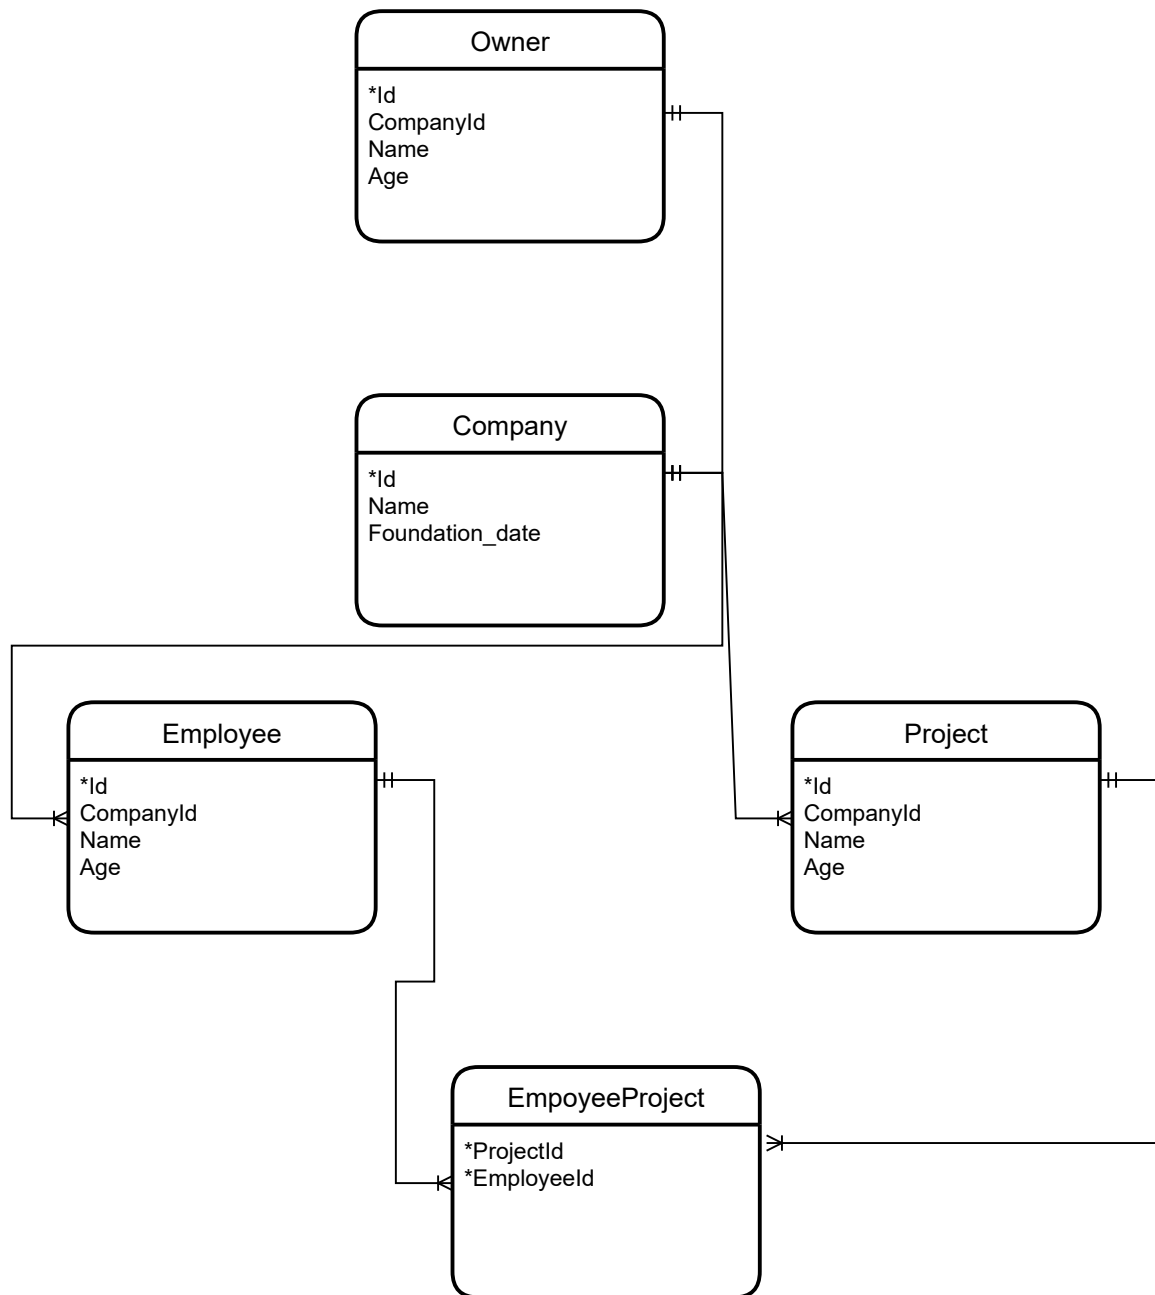 Owner
*Id
CompanyId
Name
Age
Company
*Id
Name
Foundation_date
Employee
*Id
CompanyId
Name
Age
Project
*Id
CompanyId
Name
Age
EmpoyeeProject
*ProjectId
*EmployeeId